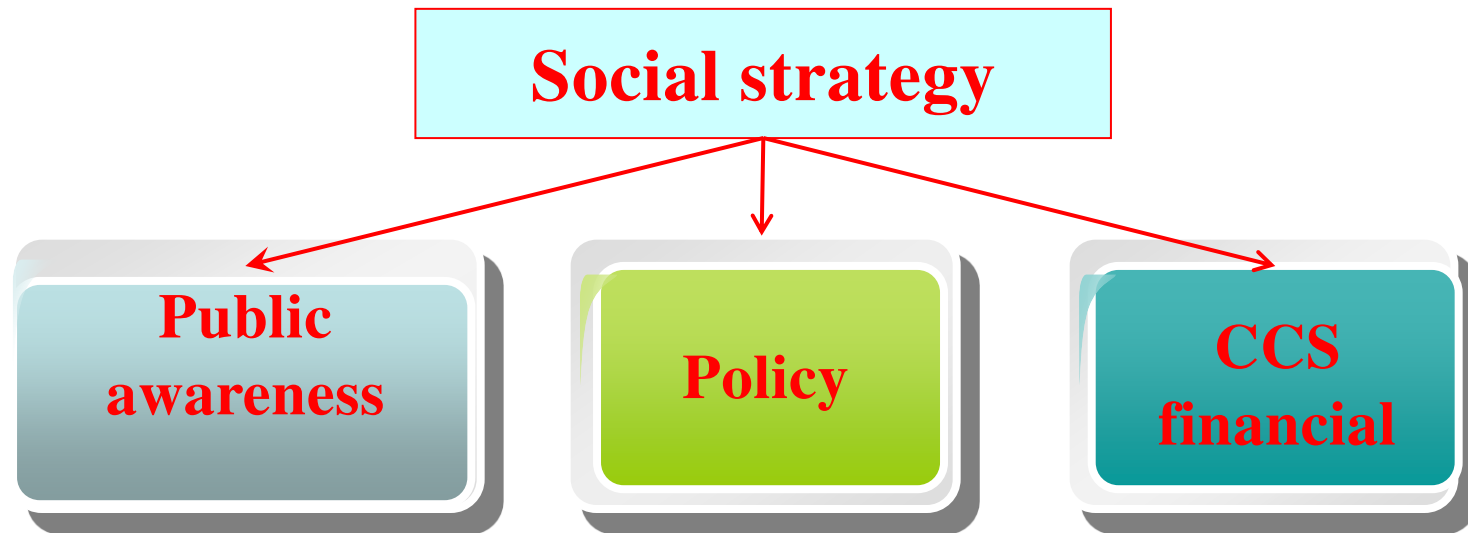 Social strategy
Public
awareness
Policy
CCS
financial